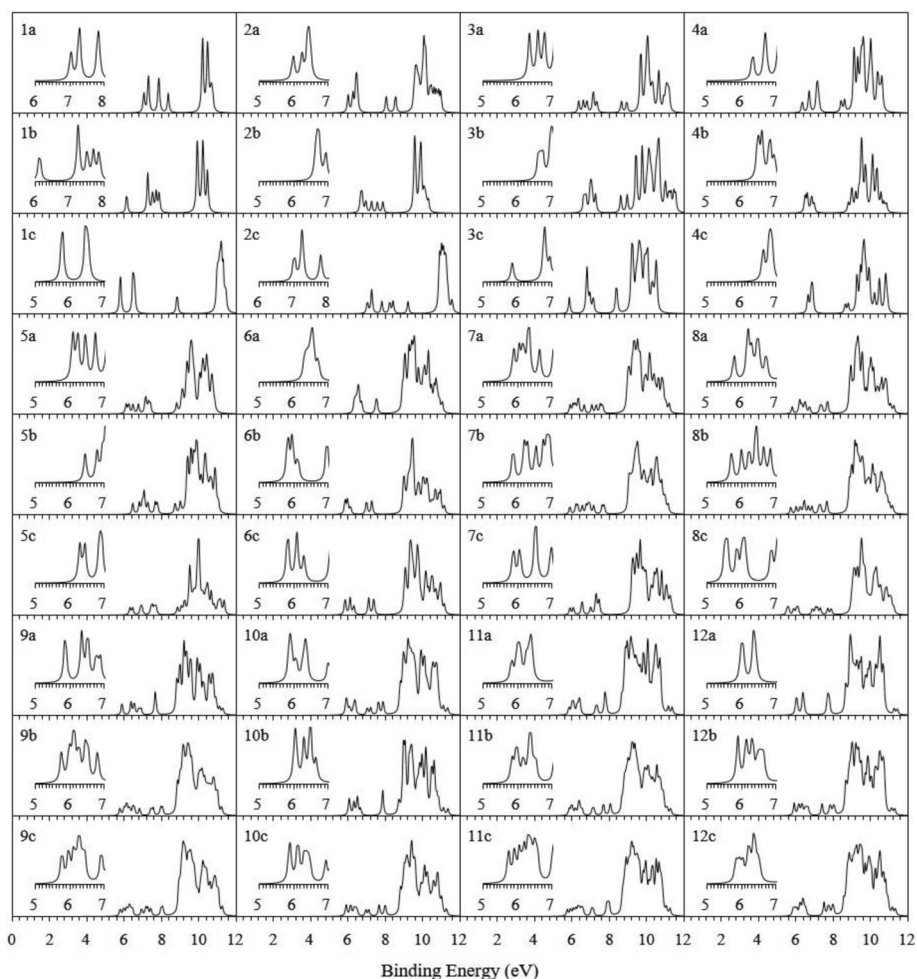 1a 2a 3a 4a
6 7 8 5 6 7 5 6 7 5 6 7
1b 2b 3b 4b
6 7 8 5 6 7 5 6 7 5 6 7
1c 2c 3c 4c
5 6 7 6 7 8 5 6 7 5 6 7
5a 6a 7a 8a
5 6 7 5 6 7 5 6 7 5 6 7
5b 6b 7b 8b
5 6 7 5 6 7 5 6 7 5 6 7
5c 6c 7c 8c
5 6 7 5 6 7 5 6 7 5 6 7
9a 10a 11a 12a
5 6 7 5 6 7 5 6 7 5 6 7
9b 10b 11b 12b
5 6 7 5 6 7 5 6 7 5 6 7
9c 10c 11c 12c
5 6 7 5 6 7 5 6 7 5 6 7
0 2 4 6 8 10 12 2 4 6 8 10 12 2 4 6 8 10 12 2 4 6 8 10 12
Binding Energy (eV)